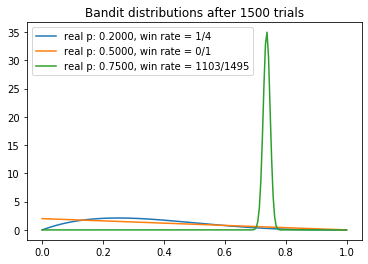 Bandit distributions after 1500 trials
real p: 0.2000, win rate = 1/4
real p: 0.5000, win rate = 0/1
real p: 0.7500, win rate = 1103/1495
35
30
25
20
15
10
5
0
0.0 0.2 0.4 0.6 0.8 1.0